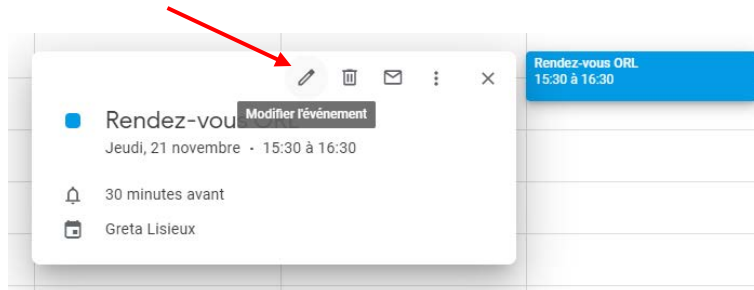 Rendez-vous ORL
15:30 à 16:30
Modifier l'événement
Rendez-vous ORL
Jeudi, 21 novembre - 15:30 à 16:30
30 minutes avant
Greta Lisieux